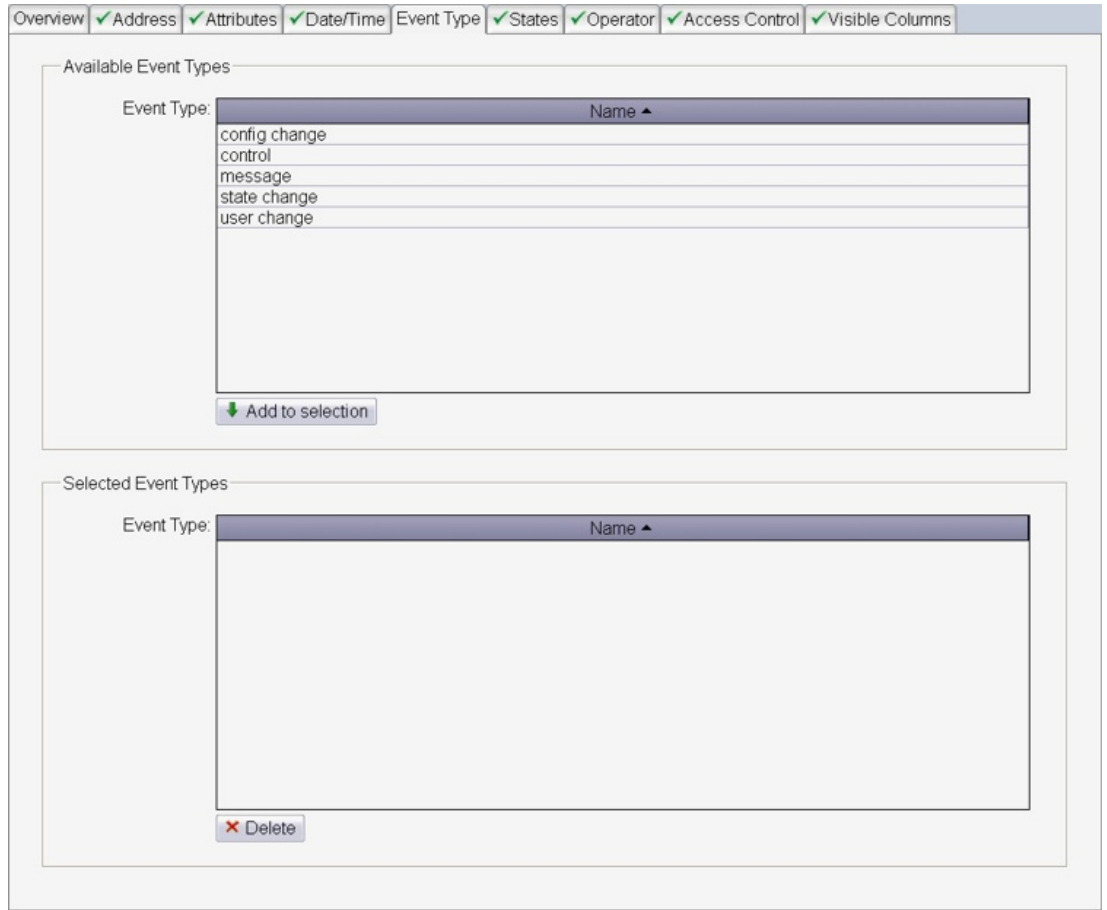 Overview Address Attributes Date/Time Event Type States Operator Access Control Visible Columns
Available Event Types
Event Type: Name
config change
control
message
state change
user change
Add to selection
Selected Event Types
Event Type: Name
Delete